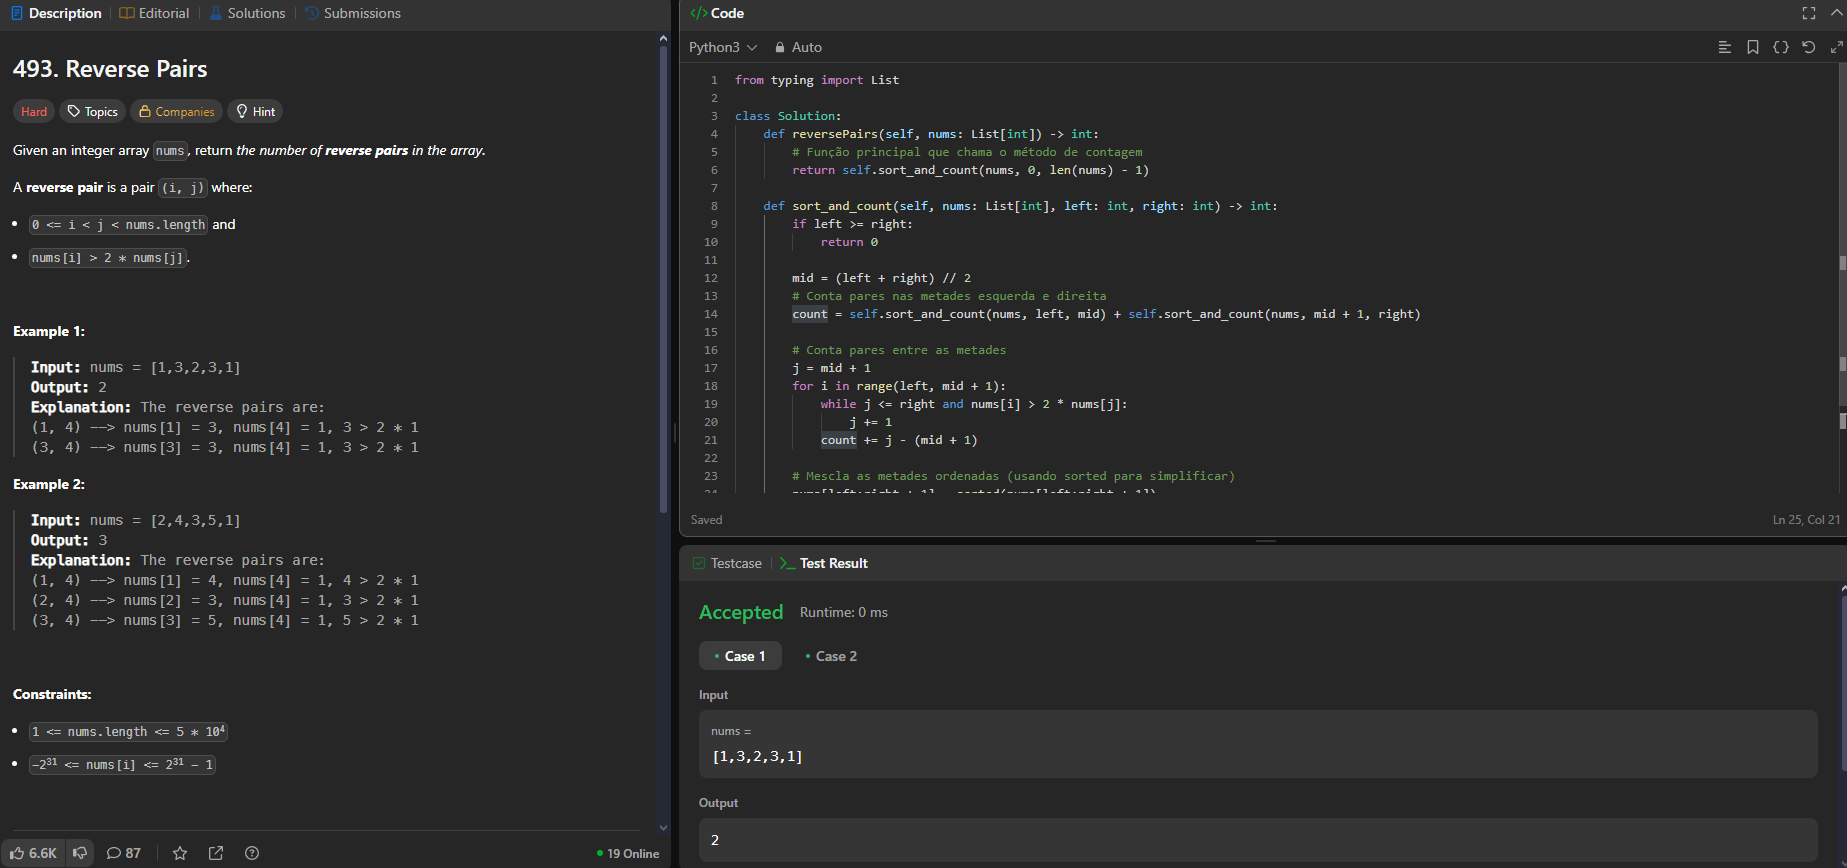 Description | Editorial | Solutions | Submissions
493. Reverse Pairs
Hard Topics Companies Hint
Given an integer array nums, return the number of reverse pairs in the array.
A reverse pair is a pair (i, j) where:
• 0 <= i < j < nums.length and
• nums[i] > 2 * nums[j].
Example 1:
Input: nums = [1,3,2,3,1]
Output: 2
Explanation: The reverse pairs are:
(1, 4) --> nums[1] = 3, nums[4] = 1, 3 > 2 * 1
(3, 4) --> nums[3] = 3, nums[4] = 1, 3 > 2 * 1
Example 2:
Input: nums = [2,4,3,5,1]
Output: 3
Explanation: The reverse pairs are:
(1, 4) --> nums[1] = 4, nums[4] = 1, 4 > 2 * 1
(2, 4) --> nums[2] = 3, nums[4] = 1, 3 > 2 * 1
(3, 4) --> nums[3] = 5, nums[4] = 1, 5 > 2 * 1
Constraints:
• 1 <= nums.length <= 5 * 10⁴
• -2³¹ <= nums[i] <= 2³¹ - 1
6.6K 87 • 19 Online
</> Code
Python3 Auto
1 from typing import List
2
3 class Solution:
4 def reversePairs(self, nums: List[int]) -> int:
5 # Função principal que chama o método de contagem
6 return self.sort_and_count(nums, 0, len(nums) - 1)
7
8 def sort_and_count(self, nums: List[int], left: int, right: int) -> int:
9 if left >= right:
10 return 0
11
12 mid = (left + right) // 2
13 # Conta pares nas metades esquerda e direita
14 count = self.sort_and_count(nums, left, mid) + self.sort_and_count(nums, mid + 1, right)
15
16 # Conta pares entre as metades
17 j = mid + 1
18 for i in range(left, mid + 1):
19 while j <= right and nums[i] > 2 * nums[j]:
20 j += 1
21 count += j - (mid + 1)
22
23 # Mescla as metades ordenadas (usando sorted para simplificar)
24 nums[left:right + 1] = sorted(nums[left:right + 1])
Saved Ln 25, Col 21
Testcase | >_ Test Result
Accepted Runtime: 0 ms
• Case 1 • Case 2
Input
nums =
[1,3,2,3,1]
Output
2